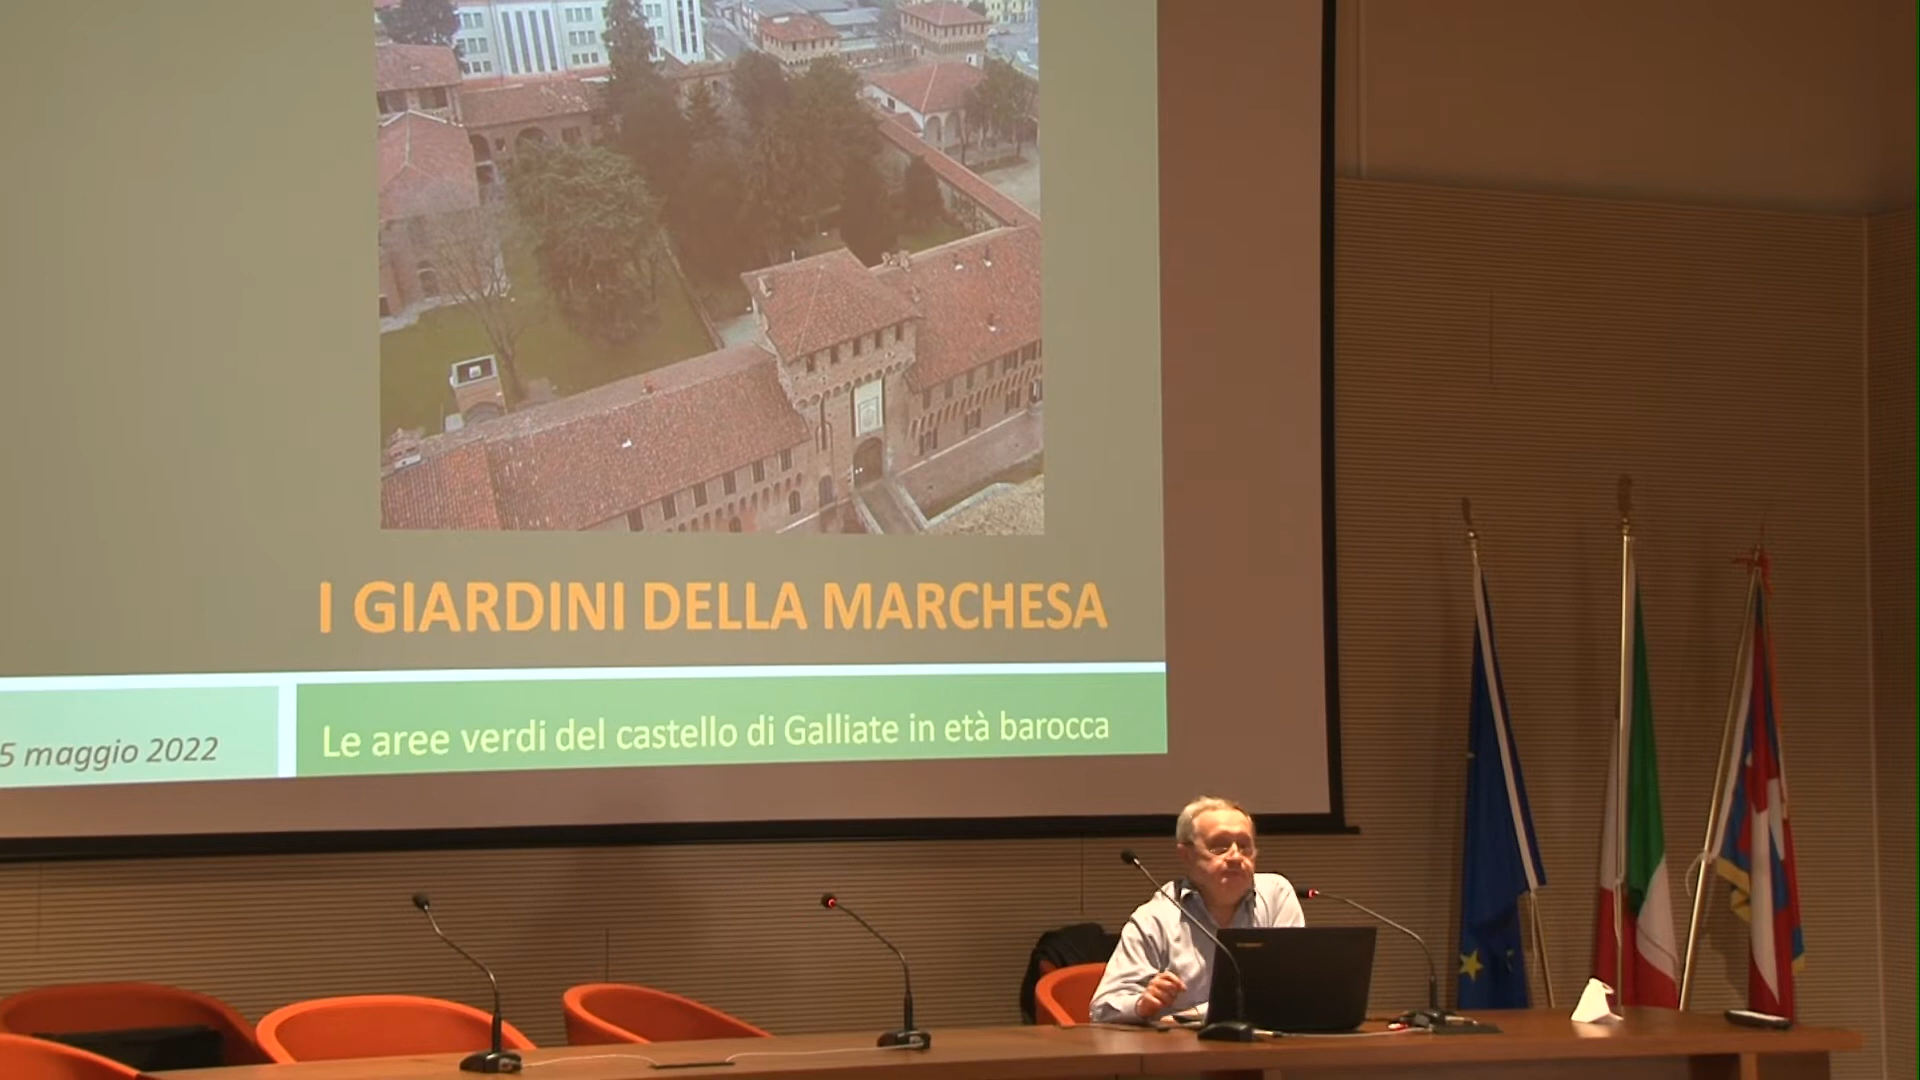 I GIARDINI DELLA MARCHESA
5 maggio 2022
Le aree verdi del castello di Galliate in età barocca